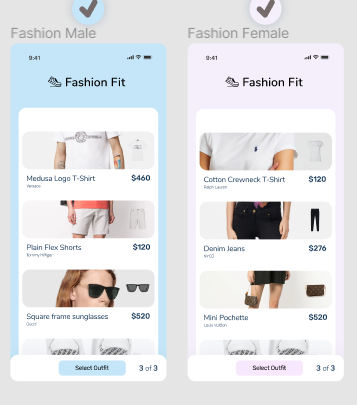 Fashion Male
9:41
Fashion Fit
Medusa Logo T-Shirt $460
Versace
Plain Flex Shorts $120
Tommy Hilfiger
Square frame sunglasses $520
Gucci
Select Outfit 3 of 3
Fashion Female
9:41
Fashion Fit
Cotton Crewneck T-Shirt $120
Ralph Lauren
Denim Jeans $276
Mini Pochette $520
Louis Vuitton
Select Outfit 3 of 3